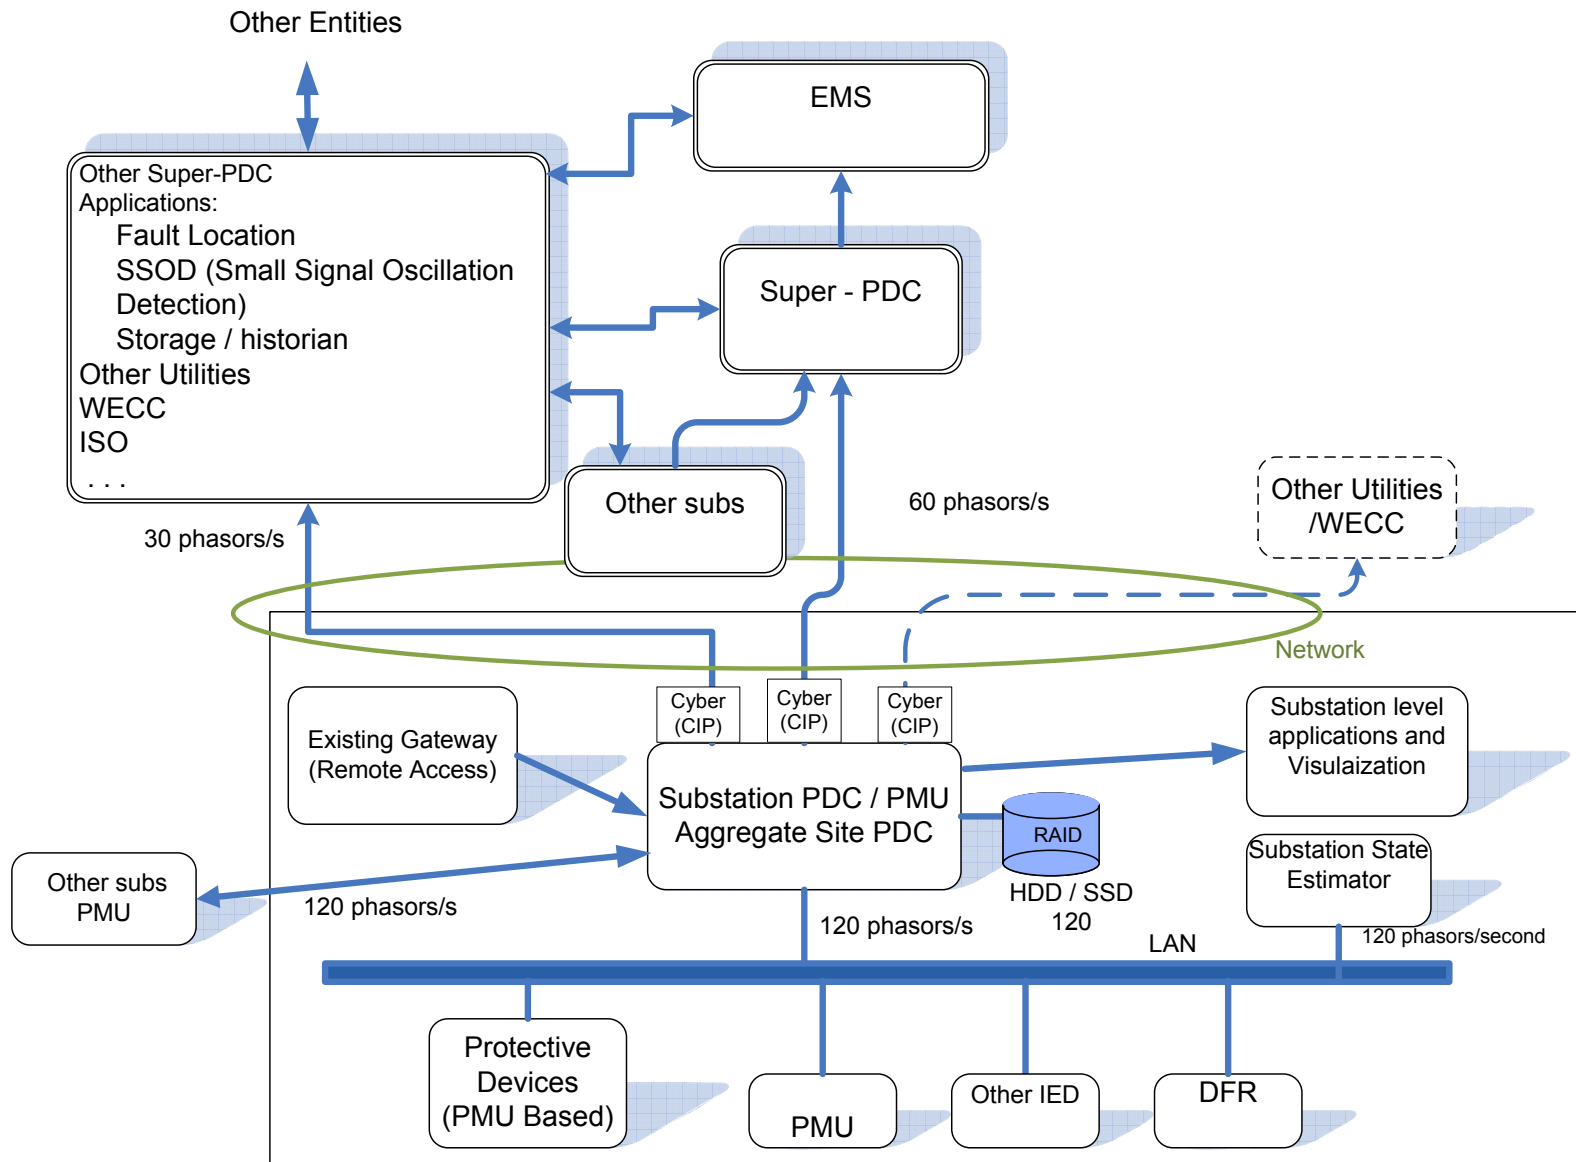 Other Entities
EMS
Other Super-PDC
Applications:
Fault Location
SSOD (Small Signal Oscillation
Detection)
Storage / historian
Other Utilities
WECC
ISO
. . .
Super - PDC
Other subs
60 phasors/s
30 phasors/s
Other Utilities
/WECC
Network
Cyber
(CIP)
Cyber
(CIP)
Cyber
(CIP)
Existing Gateway
(Remote Access)
Substation PDC / PMU
Aggregate Site PDC
Substation level
applications and
Visulaization
RAID
HDD / SSD
120
Substation State
Estimator
Other subs
PMU
120 phasors/s
120 phasors/s
120 phasors/second
LAN
Protective
Devices
(PMU Based)
PMU
Other IED
DFR